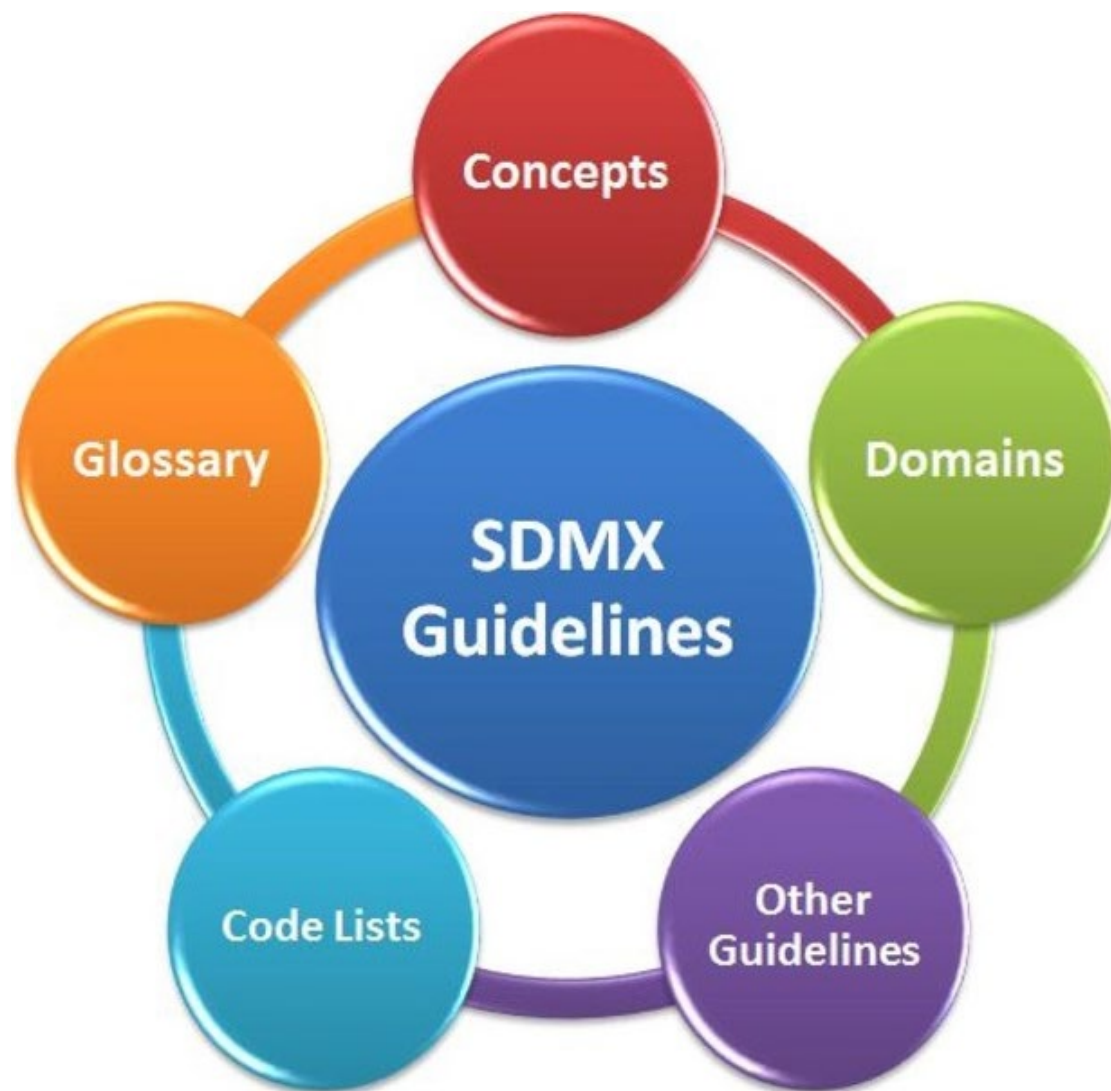 Concepts
Glossary
Domains
SDMX
Guidelines
Code Lists
Other
Guidelines